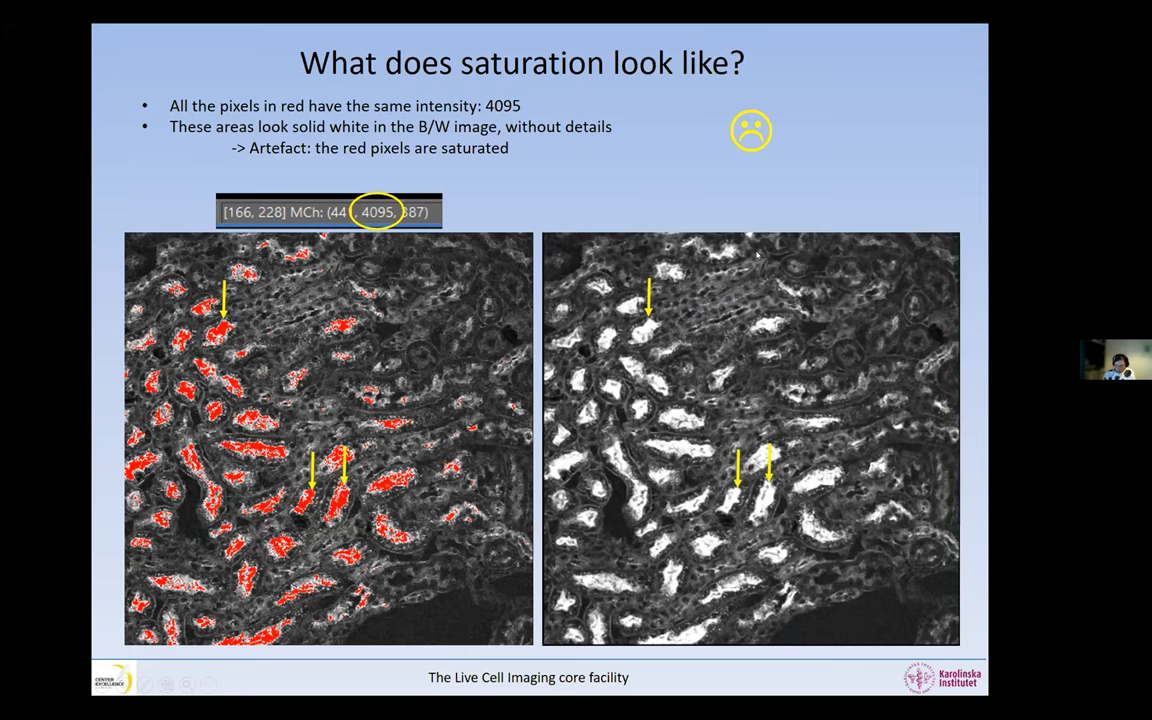 What does saturation look like?
• All the pixels in red have the same intensity: 4095
• These areas look solid white in the B/W image, without details
-> Artefact: the red pixels are saturated
[166, 228] MCh: (44 , 4095, 387)
CENTER
EXCELLENCE
The Live Cell Imaging core facility
Karolinska
Institutet